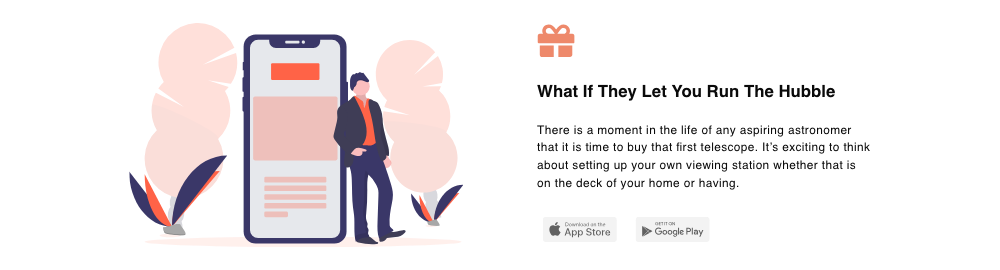 What If They Let You Run The Hubble
There is a moment in the life of any aspiring astronomer
that it is time to buy that first telescope. It’s exciting to think
about setting up your own viewing station whether that is
on the deck of your home or having.
Download on the
App Store
GET IT ON
Google Play